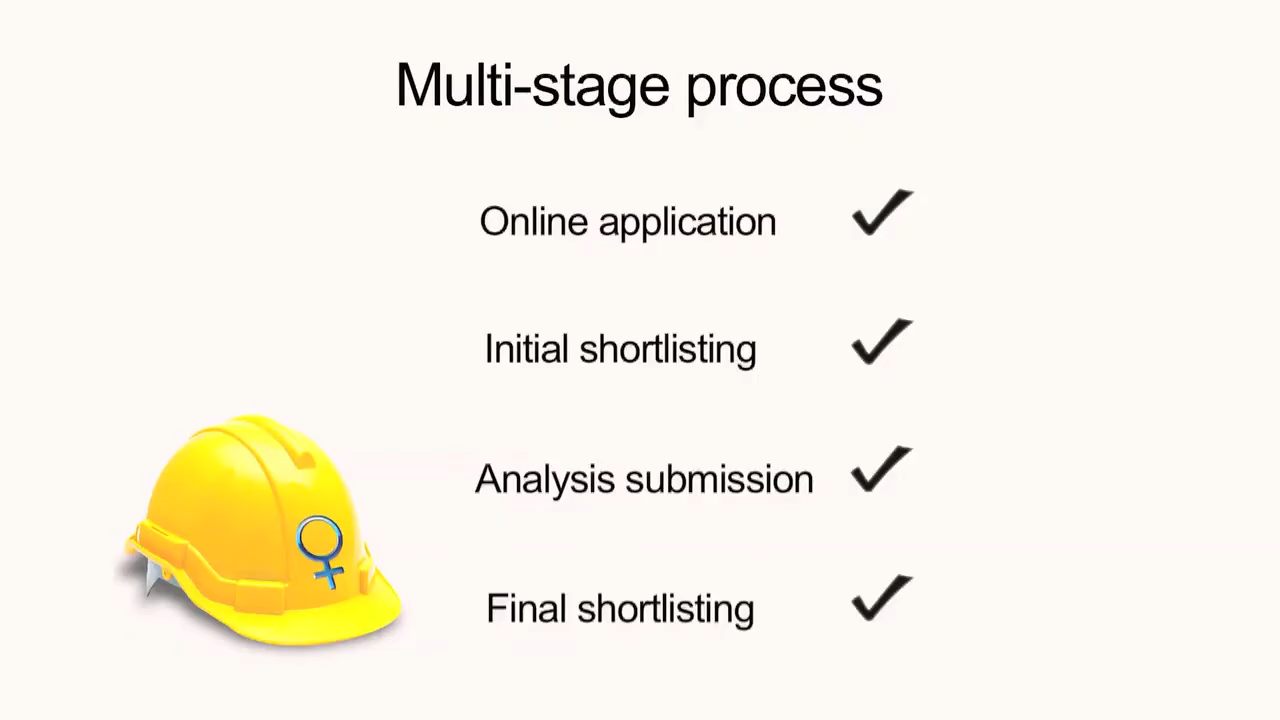 Multi-stage process
Online application
Initial shortlisting
Analysis submission
Final shortlisting